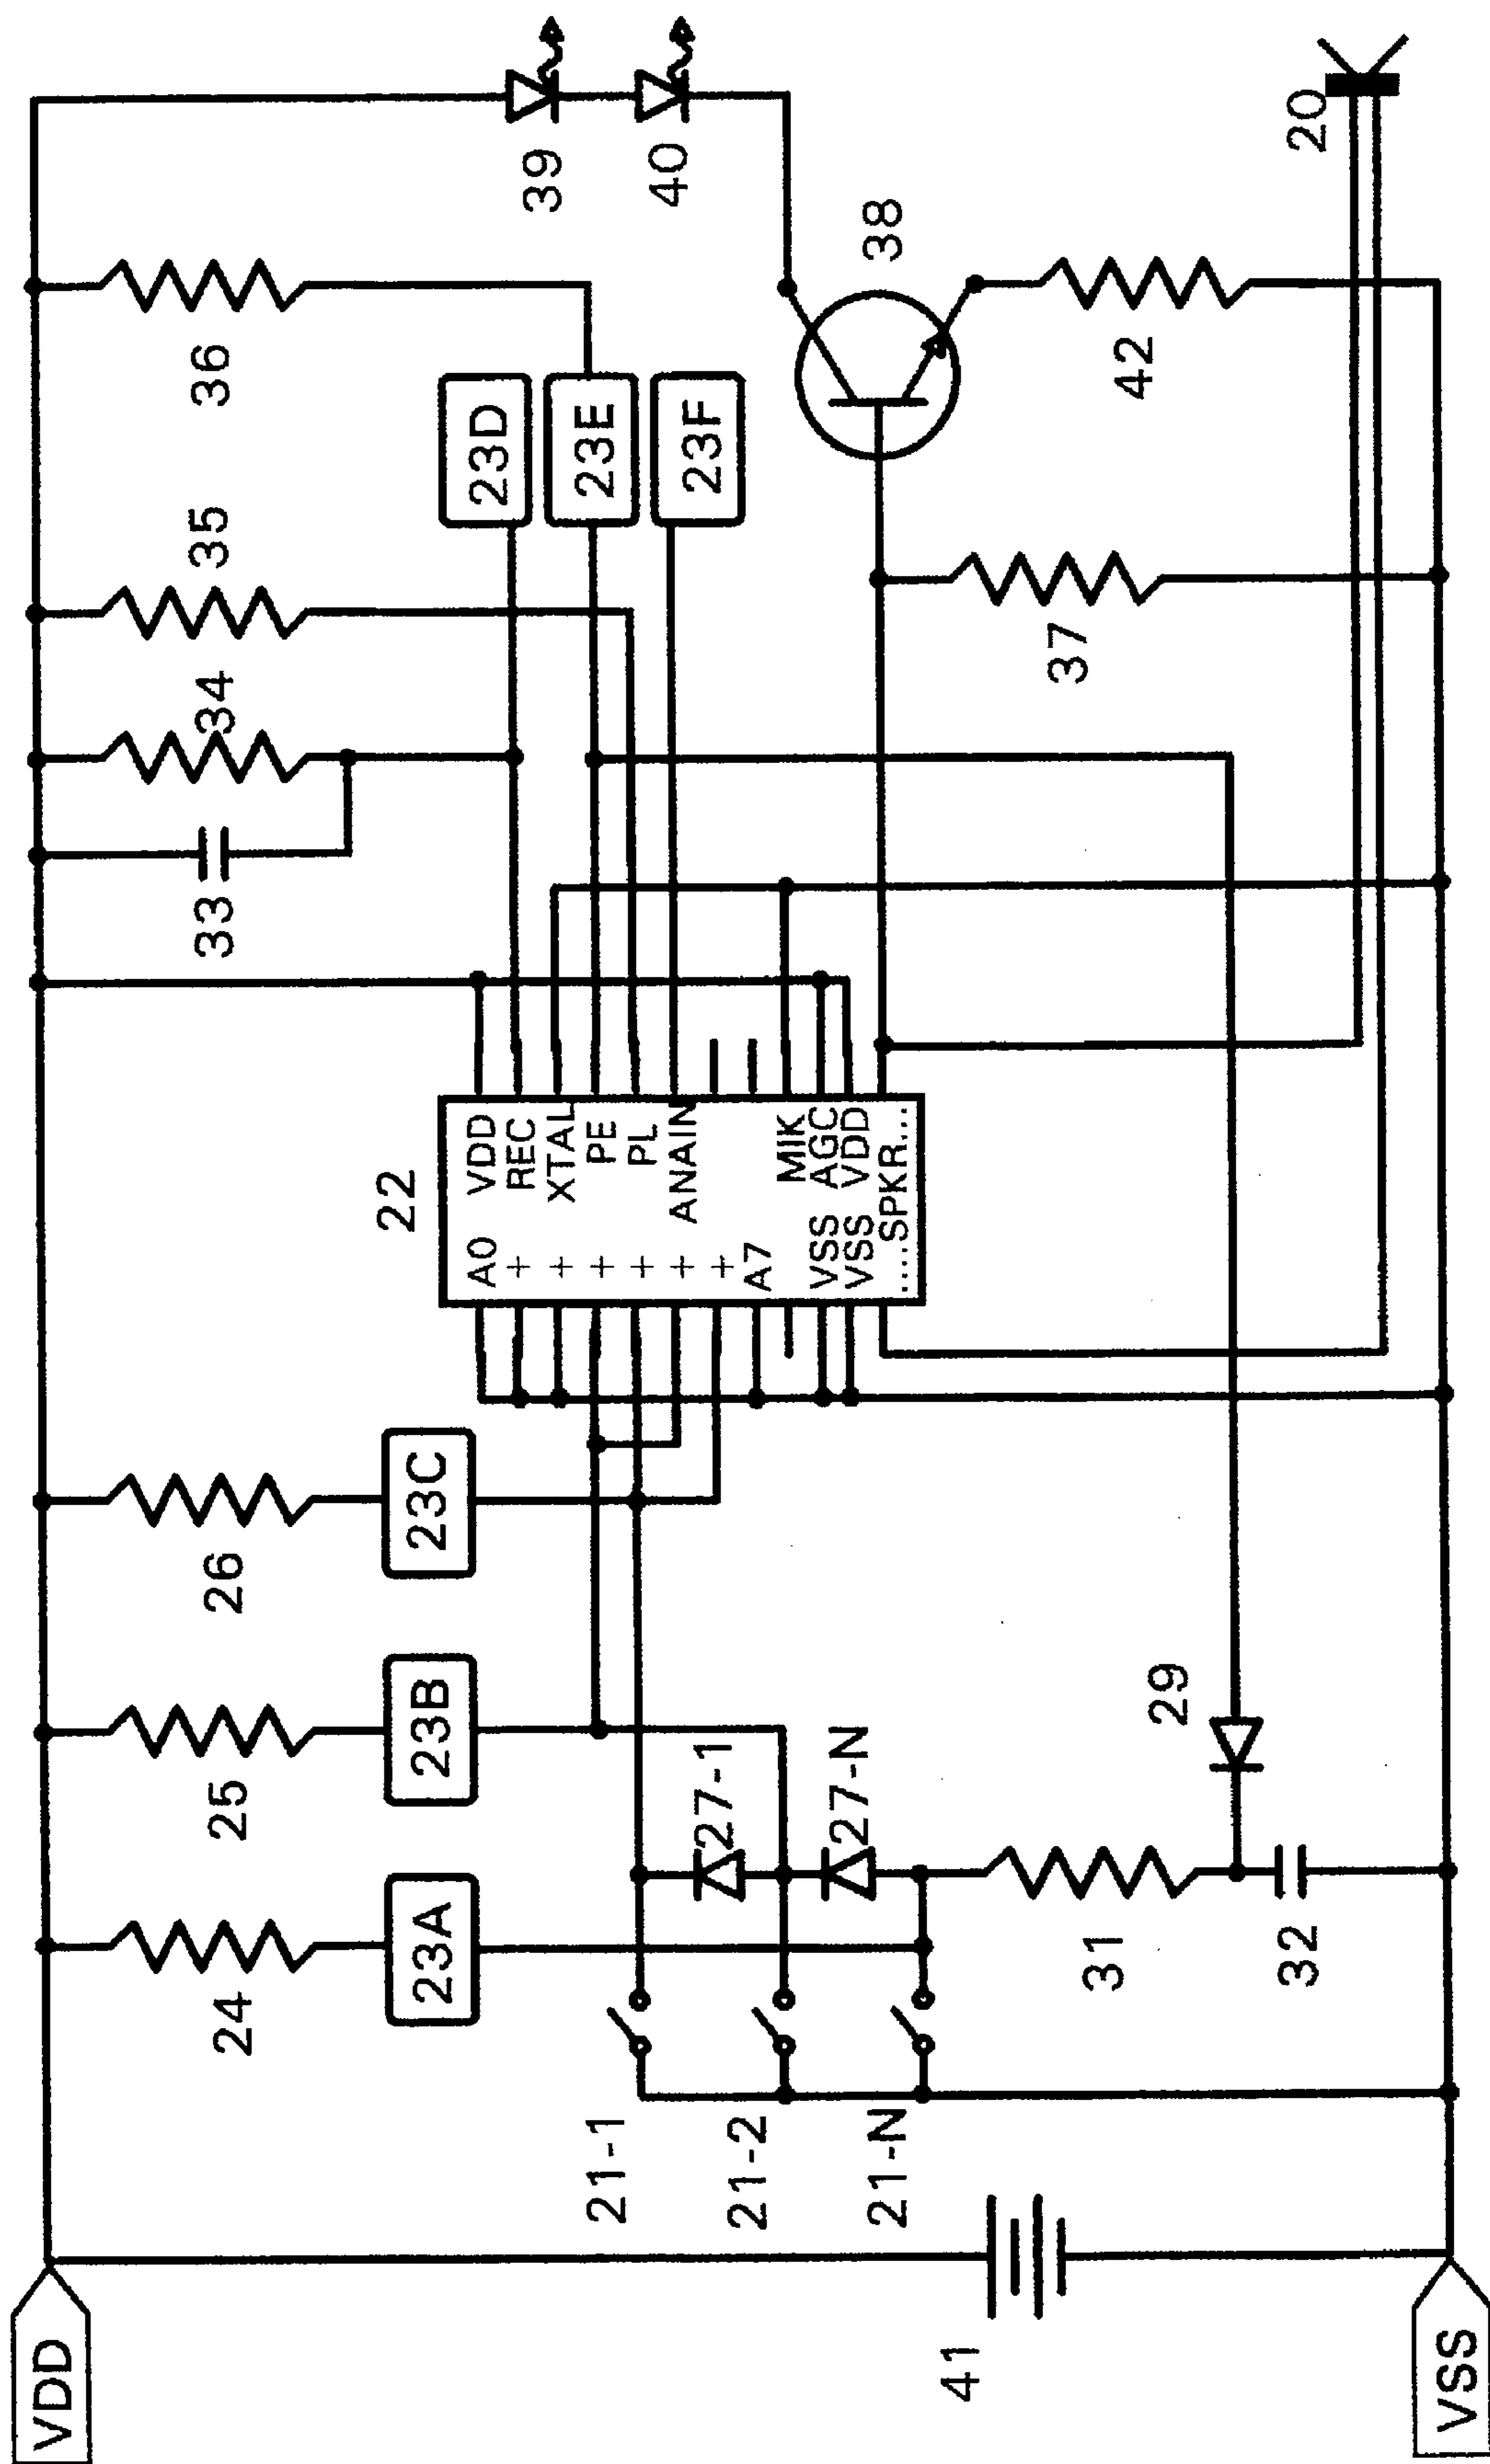 VDD
VSS
41
24
25
26
33
34
35
36
23A
23B
23C
22
23D
23E
23F
39
40
38
21-1
21-2
21-N
27-1
27-N
29
31
32
37
42
20
A0
+
+
+
+
+
+
A7
VSS
VSS
....SPKR...
VDD
REC
XTAL
PE
PL
ANAIN
MIK
AGC
VDD